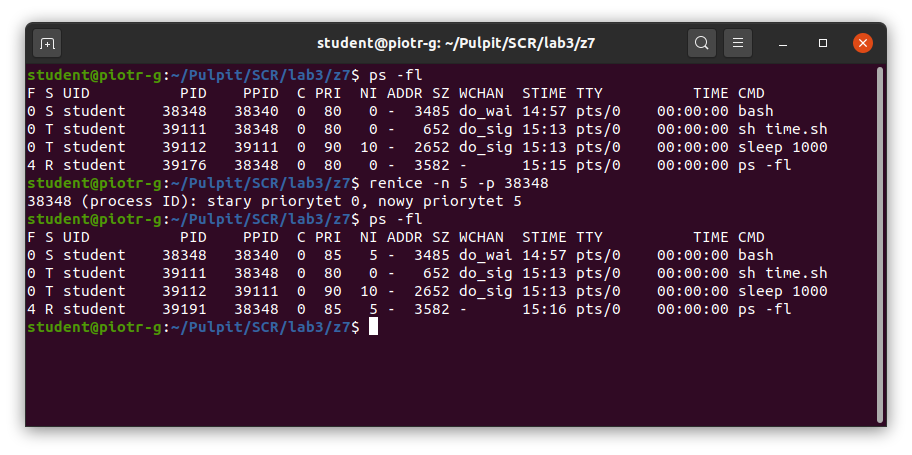 student@piotr-g: ~/Pulpit/SCR/lab3/z7
student@piotr-g:~/Pulpit/SCR/lab3/z7$ ps -fl
F S UID          PID    PPID  C PRI  NI ADDR SZ WCHAN  STIME TTY          TIME CMD
0 S student    38348   38340  0  80   0 -  3485 do_wai 14:57 pts/0    00:00:00 bash
0 T student    39111   38348  0  80   0 -   652 do_sig 15:13 pts/0    00:00:00 sh time.sh
0 T student    39112   39111  0  90  10 -  2652 do_sig 15:13 pts/0    00:00:00 sleep 1000
4 R student    39176   38348  0  80   0 -  3582 -      15:15 pts/0    00:00:00 ps -fl
student@piotr-g:~/Pulpit/SCR/lab3/z7$ renice -n 5 -p 38348
38348 (process ID): stary priorytet 0, nowy priorytet 5
student@piotr-g:~/Pulpit/SCR/lab3/z7$ ps -fl
F S UID          PID    PPID  C PRI  NI ADDR SZ WCHAN  STIME TTY          TIME CMD
0 S student    38348   38340  0  85   5 -  3485 do_wai 14:57 pts/0    00:00:00 bash
0 T student    39111   38348  0  80   0 -   652 do_sig 15:13 pts/0    00:00:00 sh time.sh
0 T student    39112   39111  0  90  10 -  2652 do_sig 15:13 pts/0    00:00:00 sleep 1000
4 R student    39191   38348  0  85   5 -  3582 -      15:16 pts/0    00:00:00 ps -fl
student@piotr-g:~/Pulpit/SCR/lab3/z7$